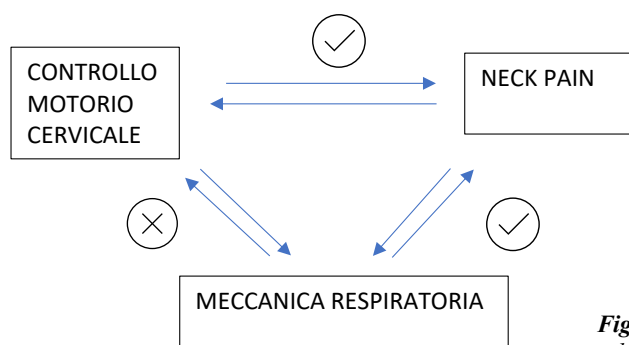 CONTROLLO
MOTORIO
CERVICALE
NECK PAIN
MECCANICA RESPIRATORIA
Fig